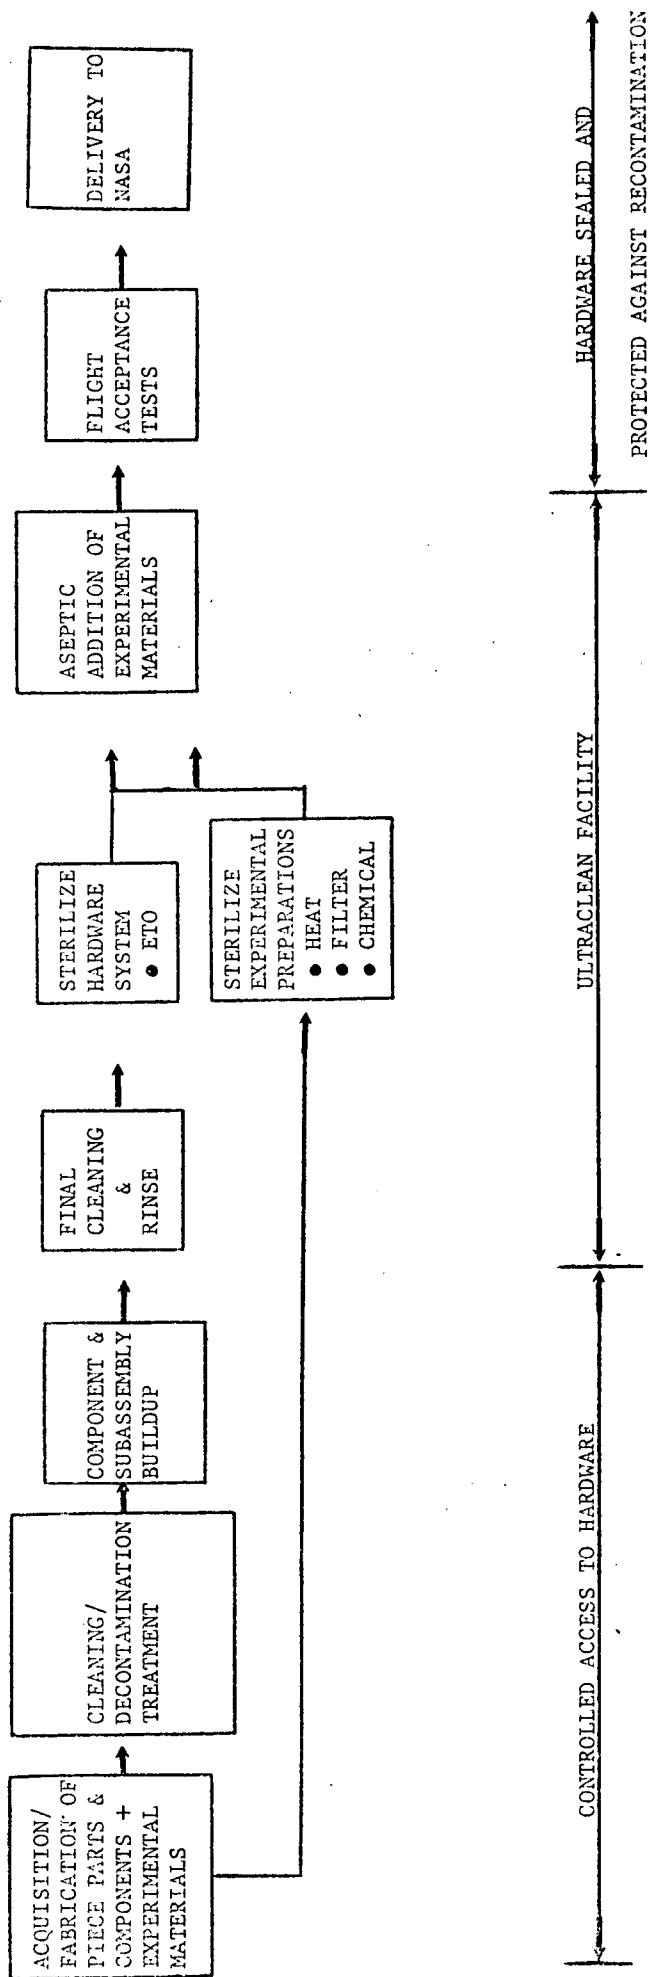 ACQUISITION/
FABRICATION OF
PIECE PARTS &
COMPONENTS +
EXPERIMENTAL
MATERIALS
CLEANING/
DECONTAMINATION
TREATMENT
COMPONENT &
SUBASSEMBLY
BUILDUP
FINAL
CLEANING
&
RINSE
STERILIZE
HARDWARE
SYSTEM
● ETO
STERILIZE
EXPERIMENTAL
PREPARATIONS
● HEAT
● FILTER
● CHEMICAL
ASEPTIC
ADDITION OF
EXPERIMENTAL
MATERIALS
FLIGHT
ACCEPTANCE
TESTS
DELIVERY TO
NASA
CONTROLLED ACCESS TO HARDWARE
ULTRACLEAN FACILITY
HARDWARE SEALED AND
PROTECTED AGAINST RECONTAMINATION